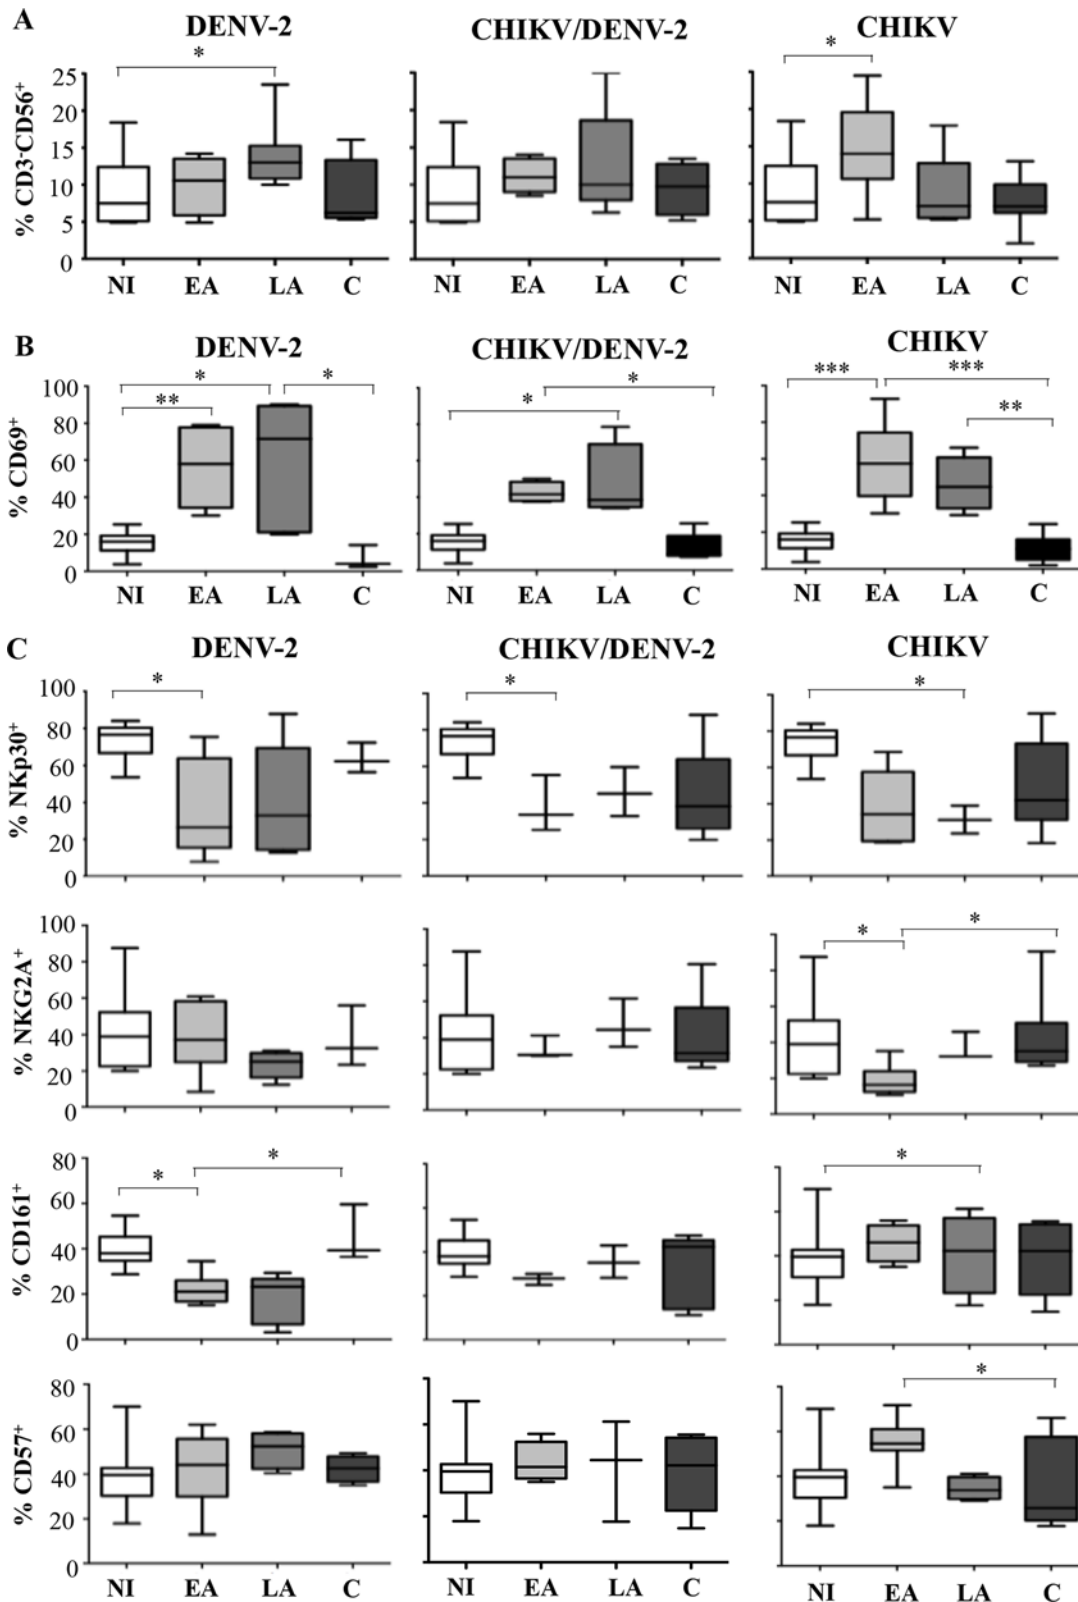 A
DENV-2 CHIKV/DENV-2 CHIKV
* *
% CD3-CD56+
25
20
15
10
5
0
NI EA LA C NI EA LA C NI EA LA C
B
DENV-2 CHIKV/DENV-2 CHIKV
* * * *** ***
** * **
% CD69+
100
80
60
40
20
0
NI EA LA C NI EA LA C NI EA LA C
C
DENV-2 CHIKV/DENV-2 CHIKV
* * *
% NKp30+
100
80
60
40
20
0
* *
% NKG2A+
100
60
40
20
0
* * *
% CD161+
80
60
40
20
0
*
% CD57+
80
60
40
20
0
NI EA LA C NI EA LA C NI EA LA C